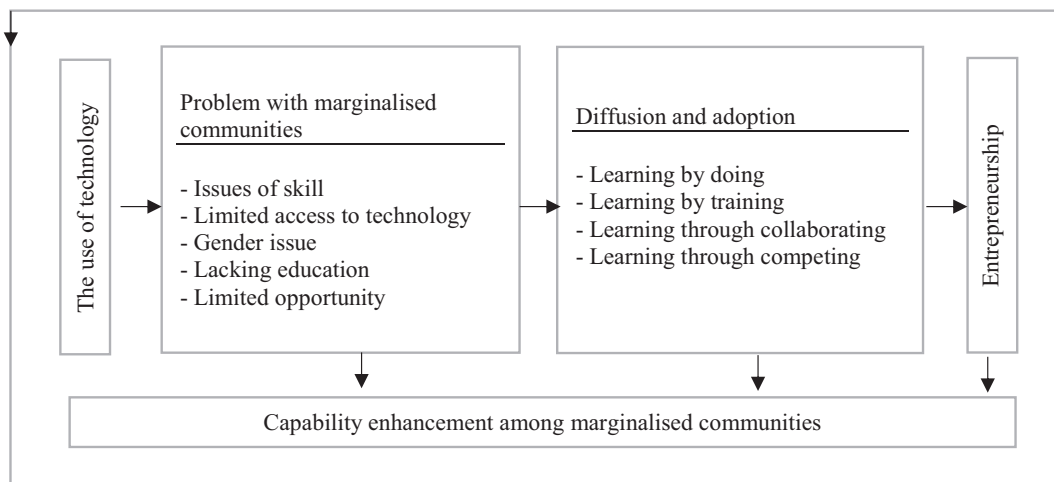 The use of technology
Problem with marginalised
communities
- Issues of skill
- Limited access to technology
- Gender issue
- Lacking education
- Limited opportunity
Diffusion and adoption
- Learning by doing
- Learning by training
- Learning through collaborating
- Learning through competing
Entrepreneurship
Capability enhancement among marginalised communities